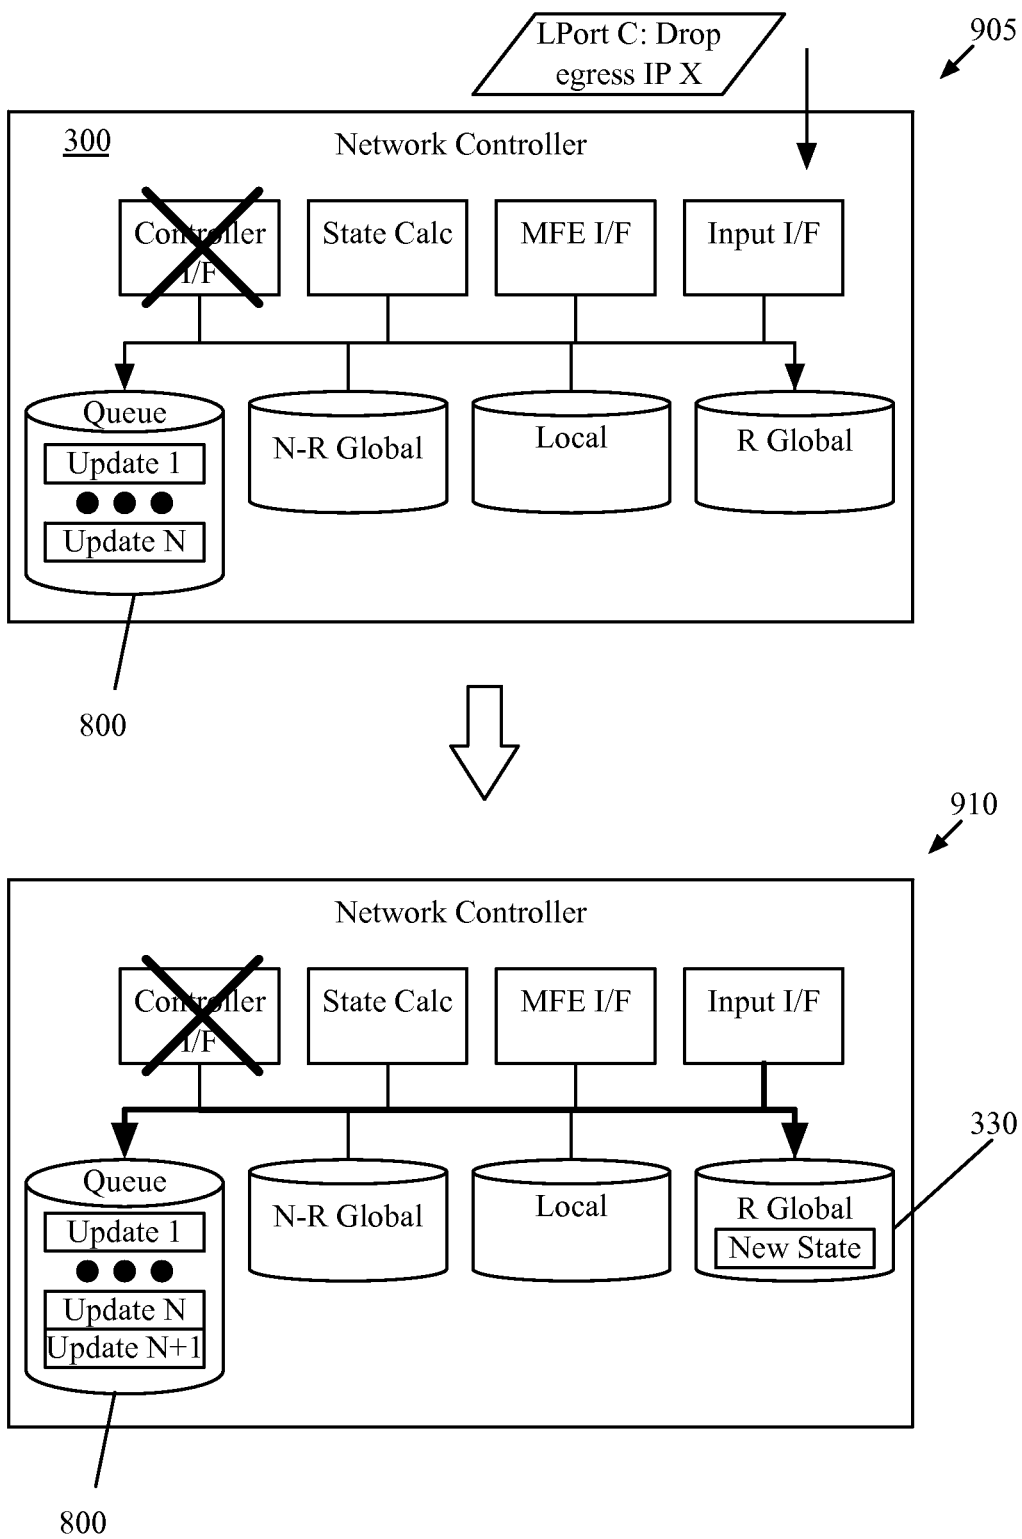 LPort C: Drop
egress IP X
905
300
Network Controller
Controller
I/F
State Calc
MFE I/F
Input I/F
Queue
Update 1
Update N
N-R Global
Local
R Global
800
910
Network Controller
Controller
I/F
State Calc
MFE I/F
Input I/F
330
Queue
Update 1
Update N
Update N+1
N-R Global
Local
R Global
New State
800